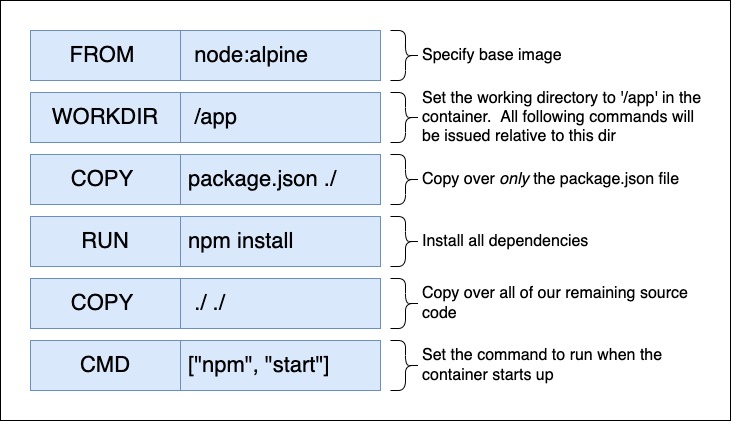 FROM node:alpine Specify base image
WORKDIR /app Set the working directory to '/app' in the
container. All following commands will
be issued relative to this dir
COPY package.json ./ Copy over only the package.json file
RUN npm install Install all dependencies
COPY ./ ./ Copy over all of our remaining source
code
CMD ["npm", "start"] Set the command to run when the
container starts up